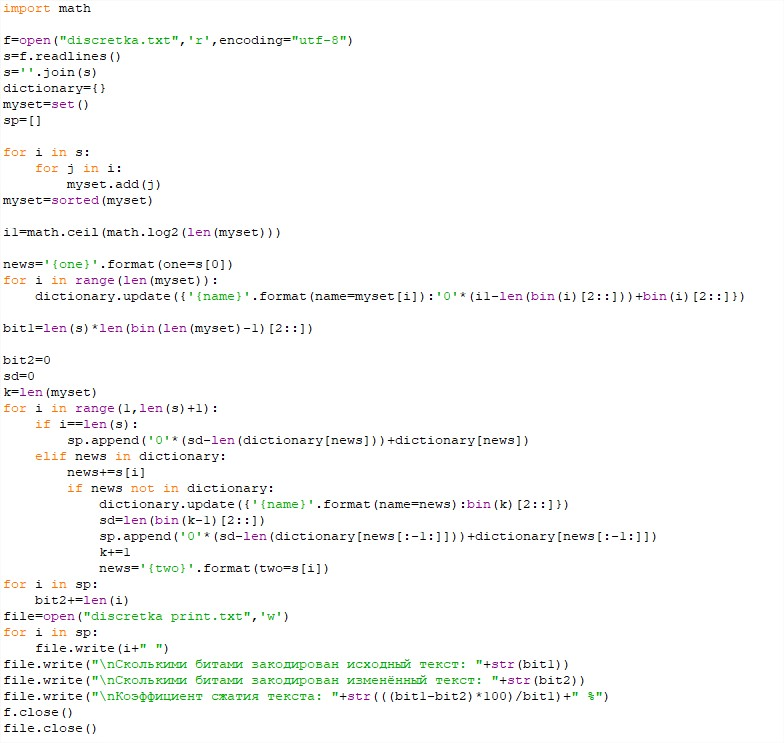 import math

f=open("discretka.txt",'r',encoding="utf-8")
s=f.readlines()
s=''.join(s)
dictionary={}
myset=set()
sp=[]

for i in s:
    for j in i:
        myset.add(j)
myset=sorted(myset)

i1=math.ceil(math.log2(len(myset)))

news='{one}'.format(one=s[0])
for i in range(len(myset)):
    dictionary.update({'{name}'.format(name=myset[i]):'0'*(i1-len(bin(i)[2::]))+bin(i)[2::]})

bit1=len(s)*len(bin(len(myset)-1)[2::])

bit2=0
sd=0
k=len(myset)
for i in range(1,len(s)+1):
    if i==len(s):
        sp.append('0'*(sd-len(dictionary[news]))+dictionary[news])
    elif news in dictionary:
        news+=s[i]
        if news not in dictionary:
            dictionary.update({'{name}'.format(name=news):bin(k)[2::]})
            sd=len(bin(k-1)[2::])
            sp.append('0'*(sd-len(dictionary[news[:-1:]]))+dictionary[news[:-1:]])
            k+=1
            news='{two}'.format(two=s[i])
for i in sp:
    bit2+=len(i)
file=open("discretka print.txt",'w')
for i in sp:
    file.write(i+" ")
file.write("\nСколькими битами закодирован исходный текст: "+str(bit1))
file.write("\nСколькими битами закодирован изменённый текст: "+str(bit2))
file.write("\nКоэффициент сжатия текста: "+str(((bit1-bit2)*100)/bit1)+" %")
f.close()
file.close()